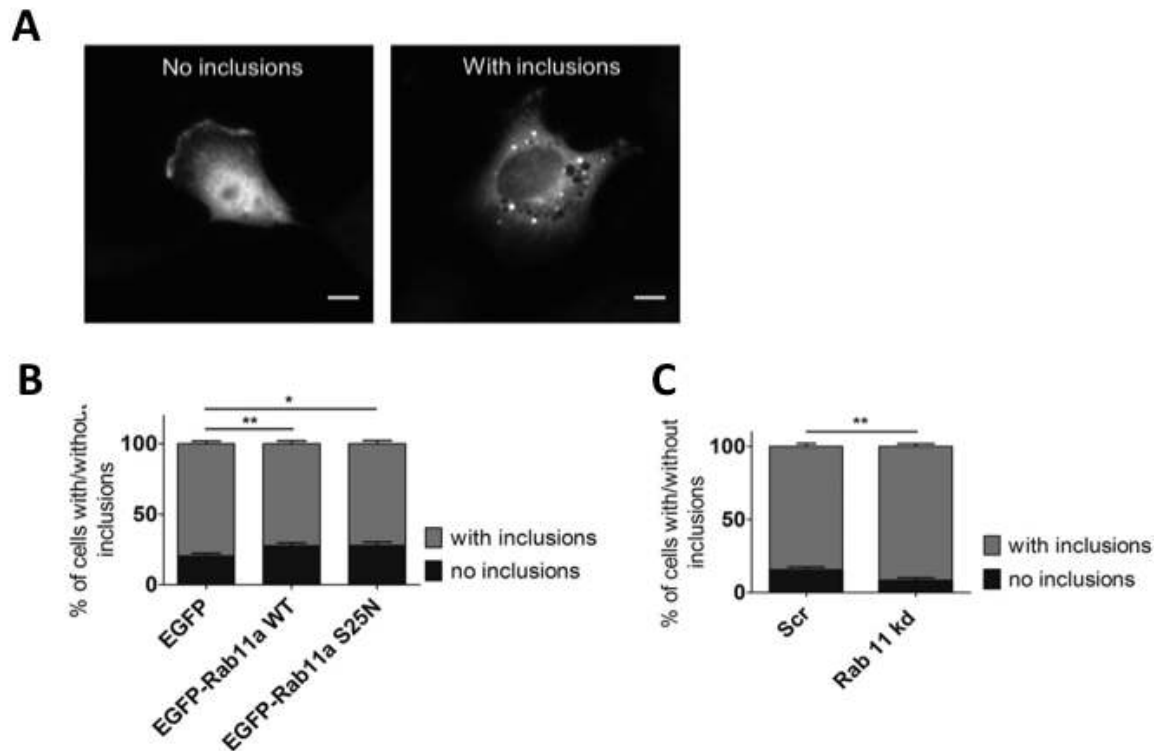 A
No inclusions
With inclusions
B
% of cells with/without
inclusions
*
**
100
50
0
with inclusions
no inclusions
EGFP
EGFP-Rab11a WT
EGFP-Rab11a S25N
C
% of cells with/without
inclusions
**
100
50
0
with inclusions
no inclusions
Scr
Rab 11 kd